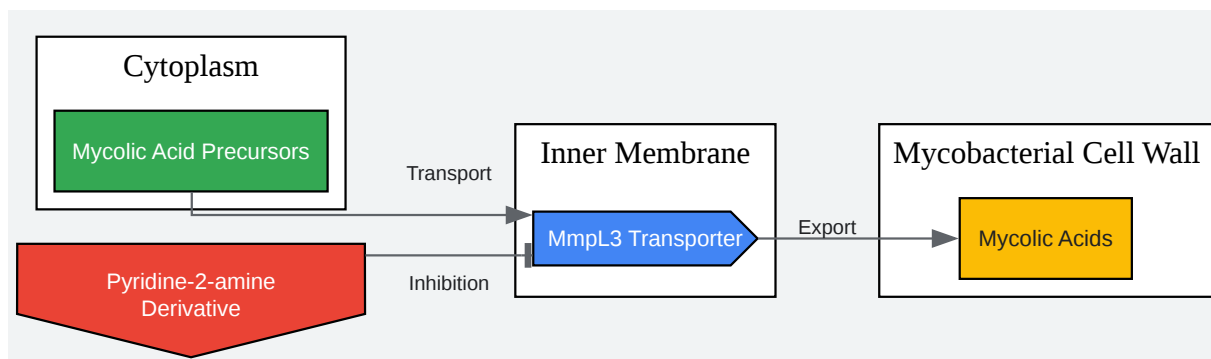 Cytoplasm
Mycolic Acid Precursors
Transport
Inner Membrane
MmpL3 Transporter
Export
Mycobacterial Cell Wall
Mycolic Acids
Pyridine-2-amine
Derivative
Inhibition